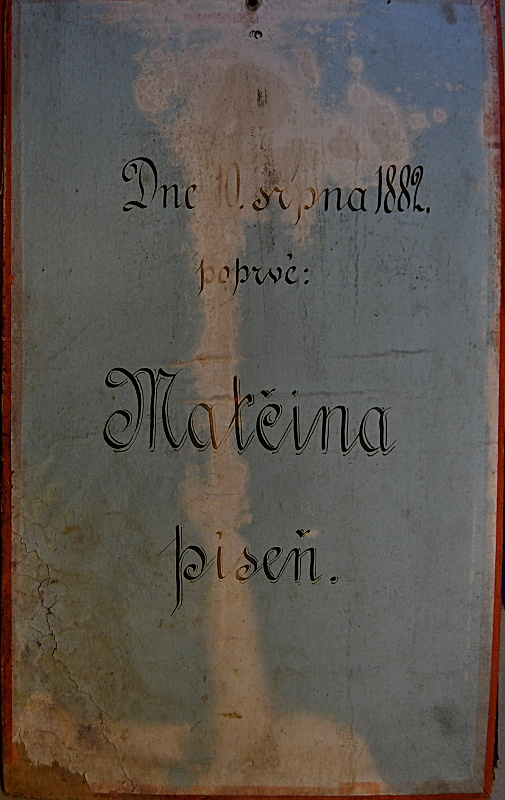 Dne 10. srpna 1882.
poprvé:
Matčina
píseň.